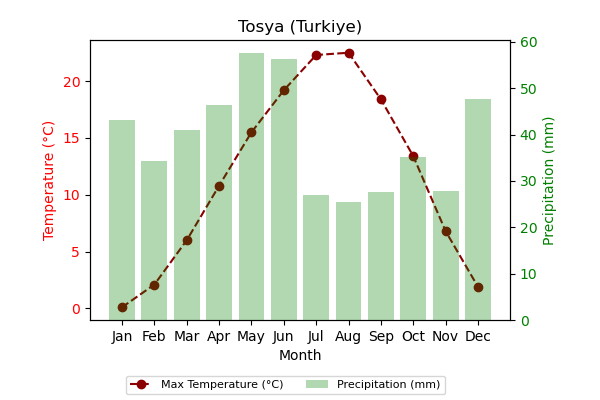 Tosya (Turkiye)
Temperature (°C)
20
15
10
5
0
60
50
40
30
20
10
0
Precipitation (mm)
Jan Feb Mar Apr May Jun Jul Aug Sep Oct Nov Dec
Month
Max Temperature (°C) Precipitation (mm)